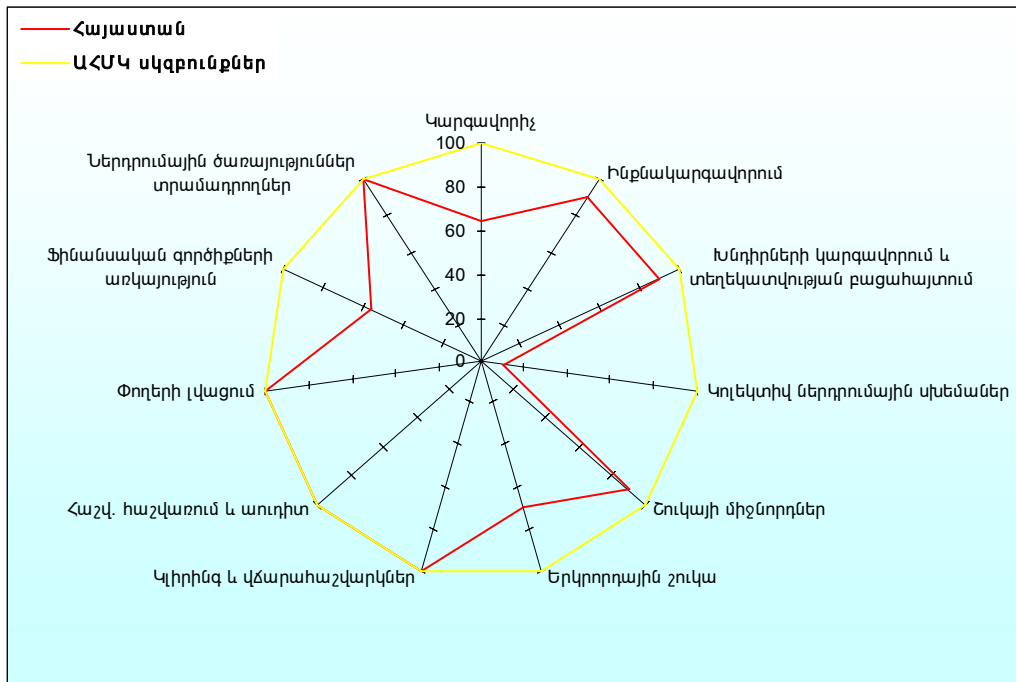 Հայաստան
ԱՀՄԿ սկզբունքներ
Կարգավորիչ
Ինքնակարգավորում
Խնդիրների կարգավորում և
տեղեկատվության բացահայտում
Կոլեկտիվ ներդրումային սխեմաներ
Շուկայի միջնորդներ
Երկրորդային շուկա
Կլիրինգ և վճարահաշվարկներ
Հաշվ. հաշվառում և աուդիտ
Փողերի լվացում
Ֆինանսական գործիքների
առկայություն
Ներդրումային ծառայություններ
տրամադրողներ
100
80
60
40
20
0